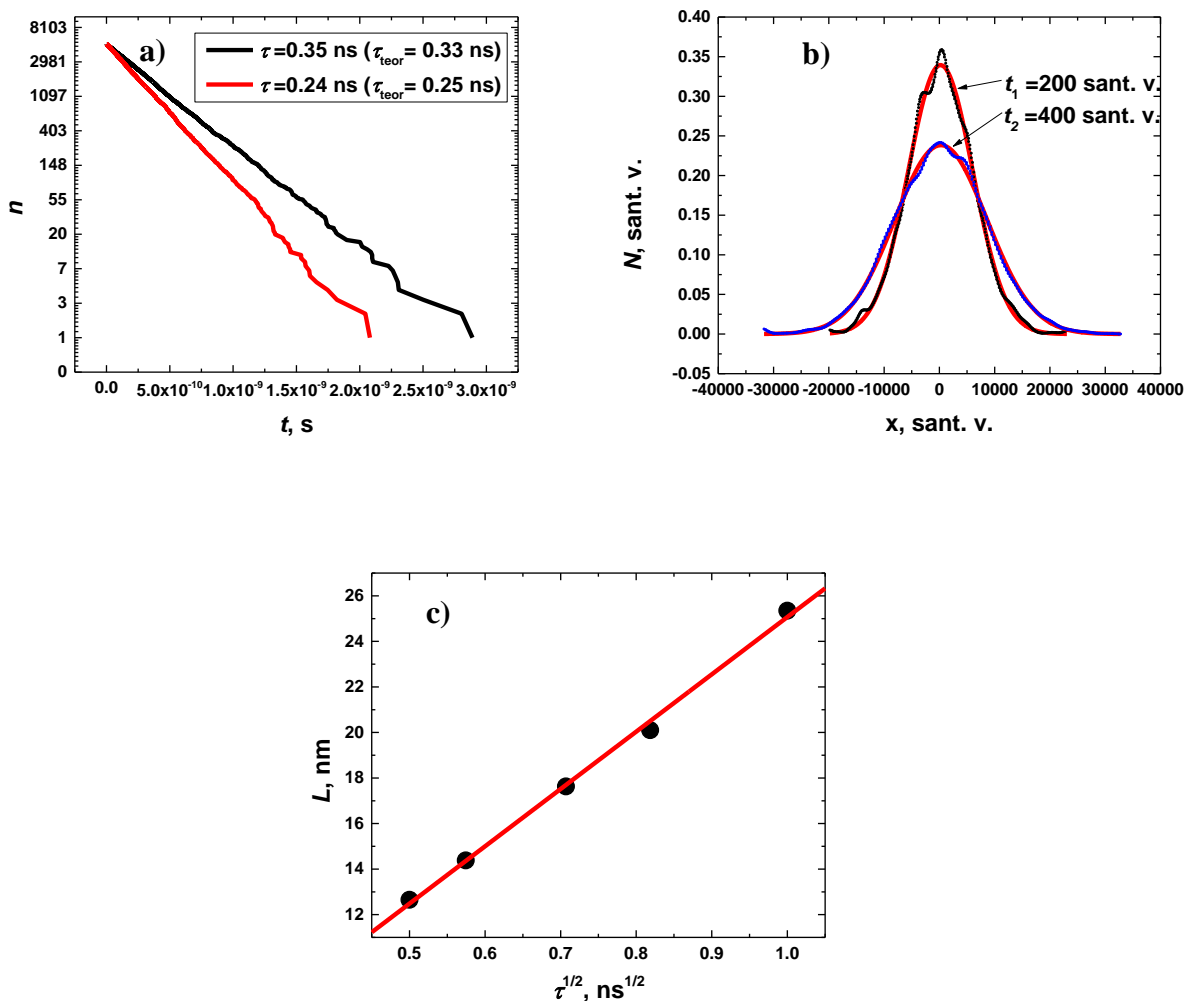 a)
τ=0.35 ns (τteor= 0.33 ns)
τ=0.24 ns (τteor= 0.25 ns)
8103
2981
1097
403
148
55
20
7
3
1
0
n
0.0 5.0x10-10 1.0x10-9 1.5x10-9 2.0x10-9 2.5x10-9 3.0x10-9
t, s
b)
t1 =200 sant. v.
t2 =400 sant. v.
0.40
0.35
0.30
0.25
0.20
0.15
0.10
0.05
0.00
-0.05
N, sant. v.
-40000 -30000 -20000 -10000 0 10000 20000 30000 40000
x, sant. v.
c)
26
24
22
20
18
16
14
12
L, nm
0.5 0.6 0.7 0.8 0.9 1.0
τ1/2, ns1/2